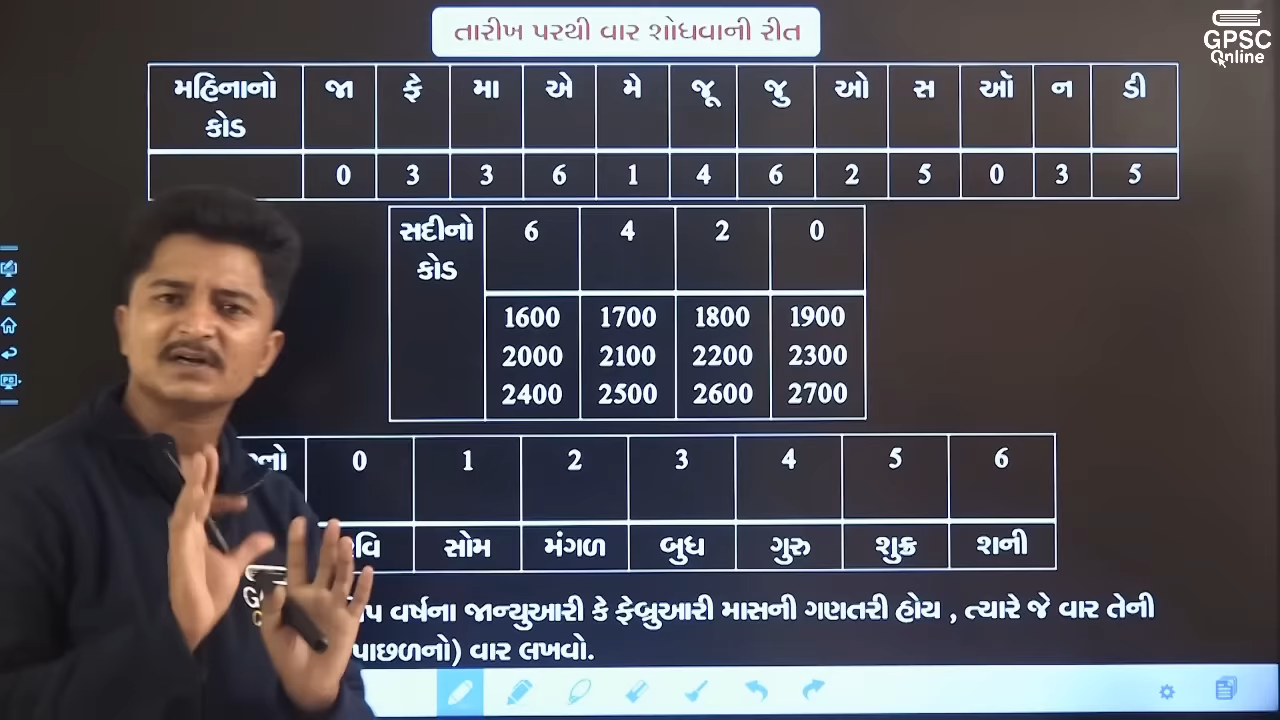 તારીખ પરથી વાર શોધવાની રીત
GPSC
Online
મહિનાનો જા ફે મા એ મે જૂ જુ ઓ સ ઑ ન ડી
કોડ
0 3 3 6 1 4 6 2 5 0 3 5
સદીનો 6 4 2 0
કોડ
1600 1700 1800 1900
2000 2100 2200 2300
2400 2500 2600 2700
0 1 2 3 4 5 6
સોમ મંગળ બુધ ગુરુ શુક્ર શની
વર્ષના જાન્યુઆરી કે ફેબ્રુઆરી માસની ગણતરી હોય , ત્યારે જે વાર તેની
પાછળનો) વાર લખવો.